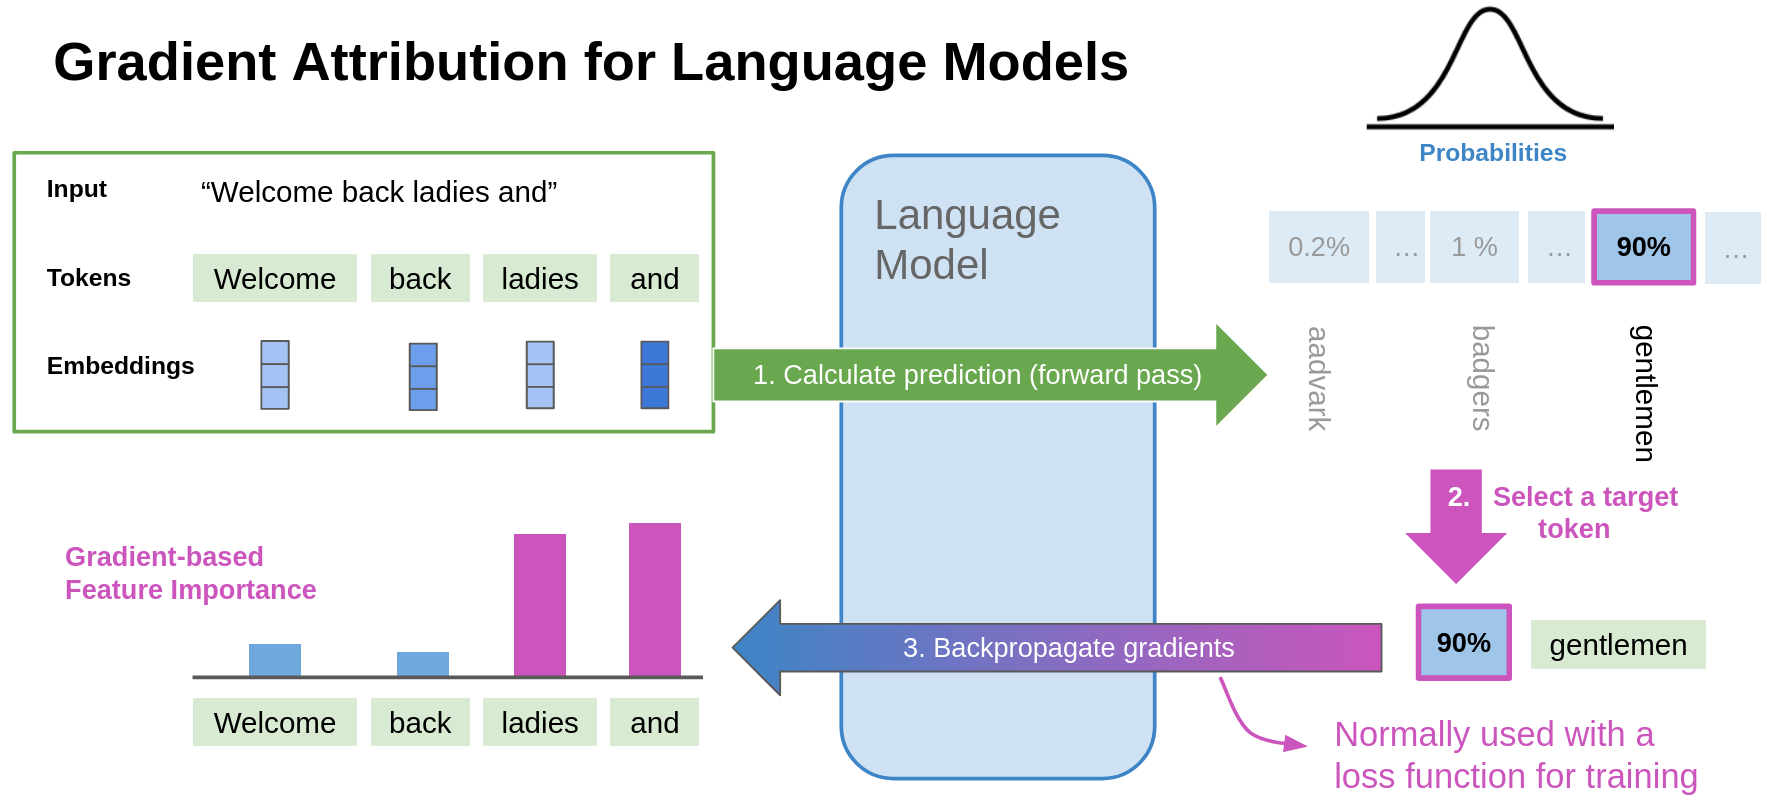 Gradient Attribution for Language Models
Probabilities
Input
“Welcome back ladies and”
Tokens
Welcome
back
ladies
and
Embeddings
Language
Model
0.2%
…
1 %
…
90%
…
aadvark
badgers
gentlemen
1. Calculate prediction (forward pass)
2.
Select a target
token
90%
gentlemen
3. Backpropagate gradients
Normally used with a
loss function for training
Gradient-based
Feature Importance
Welcome
back
ladies
and